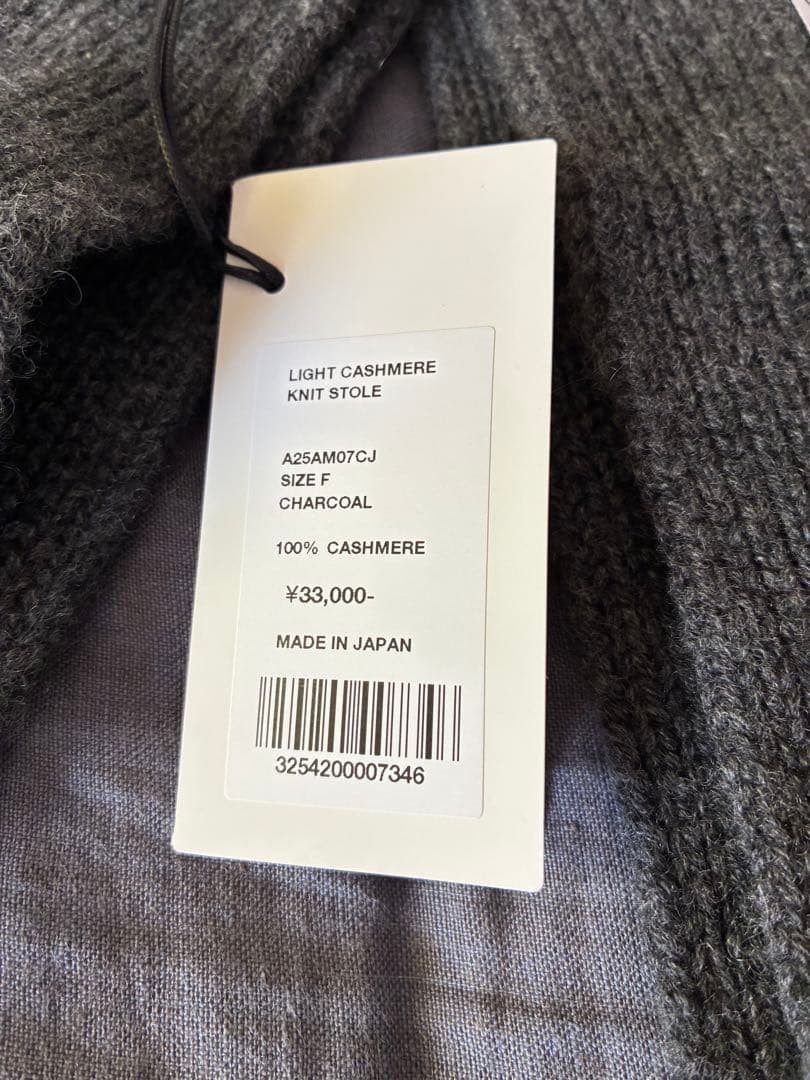 LIGHT CASHMERE
KNIT STOLE
A25AM07CJ
SIZE F
CHARCOAL
100% CASHMERE
¥33,000-
MADE IN JAPAN
3254200007346